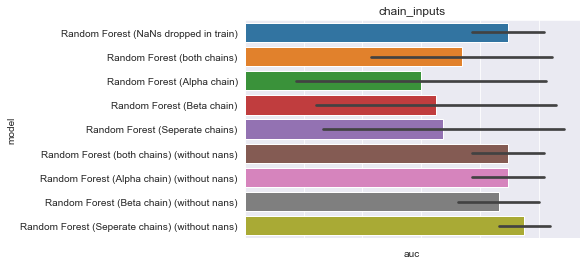 chain_inputs
model
Random Forest (NaNs dropped in train)
Random Forest (both chains)
Random Forest (Alpha chain)
Random Forest (Beta chain)
Random Forest (Seperate chains)
Random Forest (both chains) (without nans)
Random Forest (Alpha chain) (without nans)
Random Forest (Beta chain) (without nans)
Random Forest (Seperate chains) (without nans)
auc